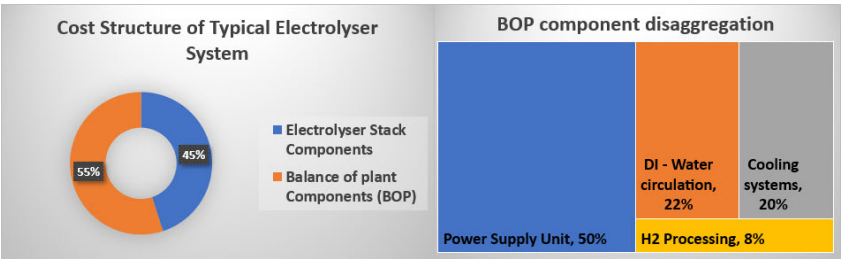 Cost Structure of Typical Electrolyser
System
45%
55%
Electrolyser Stack
Components
Balance of plant
Components (BOP)
BOP component disaggregation
Power Supply Unit, 50%
DI - Water
circulation,
22%
Cooling
systems,
20%
H2 Processing, 8%